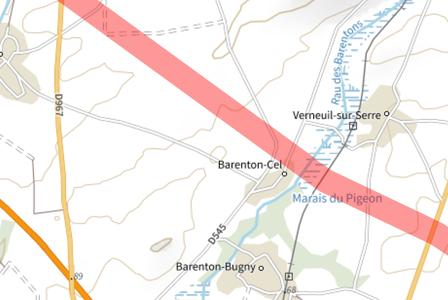 Rau des Barentons
D967
Verneuil-sur-Serre
Barenton-Cel
Marais du Pigeon
D545
Barenton-Bugny
89
68